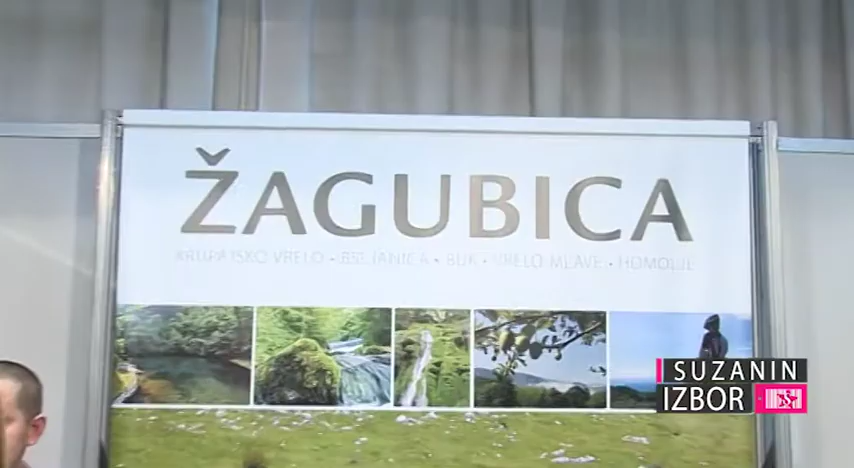 ŽAGUBICA
KRUPAJSKO VRELO • BELJANICA • BUK • VRELO MLAVE • HOMOLJE
SUZANIN
IZBOR